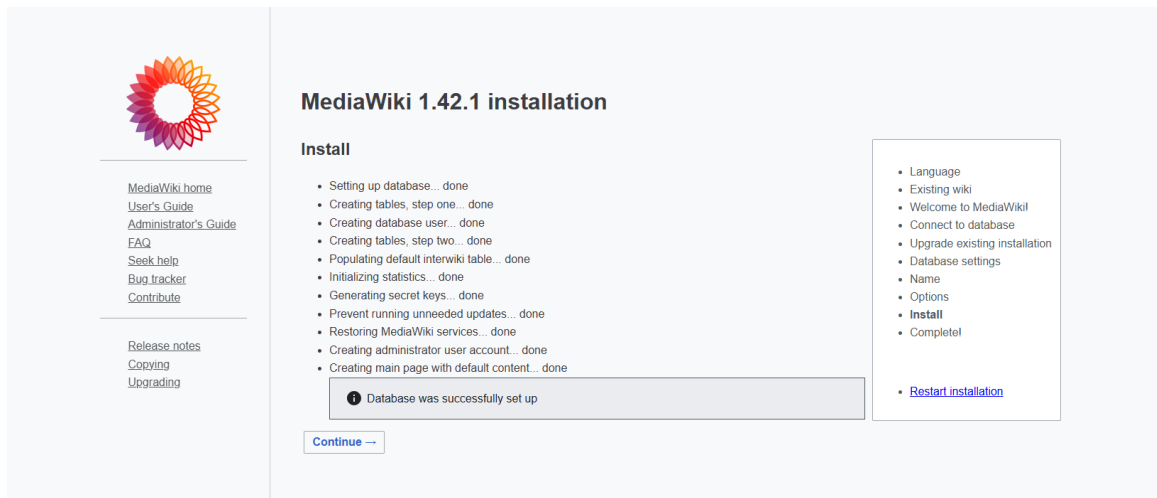 MediaWiki 1.42.1 installation
MediaWiki home
User's Guide
Administrator's Guide
FAQ
Seek help
Bug tracker
Contribute
Release notes
Copying
Upgrading
Install
Setting up database... done
Creating tables, step one... done
Creating database user... done
Creating tables, step two... done
Populating default interwiki table... done
Initializing statistics... done
Generating secret keys... done
Prevent running unneeded updates... done
Restoring MediaWiki services... done
Creating administrator user account... done
Creating main page with default content... done
Database was successfully set up
Continue →
Language
Existing wiki
Welcome to MediaWiki!
Connect to database
Upgrade existing installation
Database settings
Name
Options
Install
Complete!
Restart installation